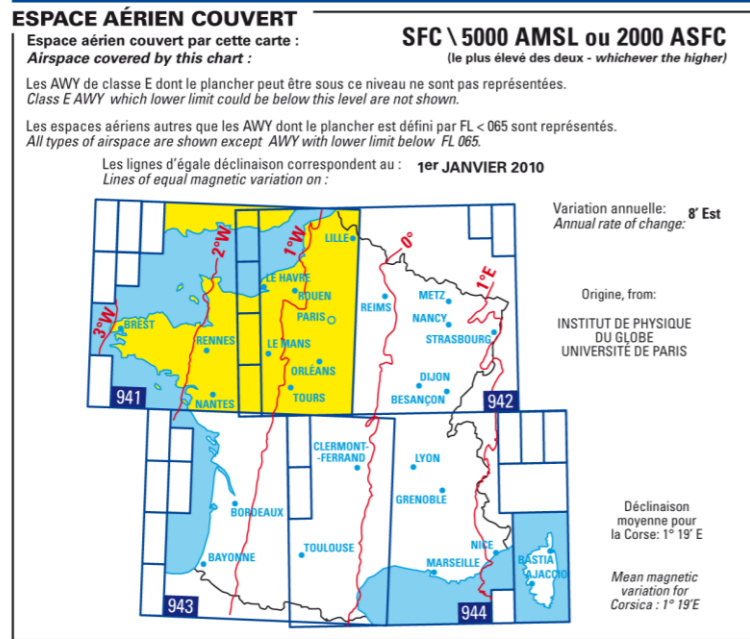 ESPACE AÉRIEN COUVERT
Espace aérien couvert par cette carte :
Airspace covered by this chart :
SFC \ 5000 AMSL ou 2000 ASFC
(le plus élevé des deux - whichever the higher)
Les AWY de classe E dont le plancher peut être sous ce niveau ne sont pas représentées.
Class E AWY which lower limit could be below this level are not shown.
Les espaces aériens autres que les AWY dont le plancher est défini par FL < 065 sont représentés.
All types of airspace are shown except AWY with lower limit below FL 065.
Les lignes d'égale déclinaison correspondent au : 1er JANVIER 2010
Lines of equal magnetic variation on :
Variation annuelle: 8' Est
Annual rate of change:
Origine, from:
INSTITUT DE PHYSIQUE
DU GLOBE
UNIVERSITÉ DE PARIS
3°W
2°W
1°W
0°
1°E
LILLE
LE HAVRE
ROUEN
REIMS
METZ
PARIS
NANCY
BREST
RENNES
STRASBOURG
LE MANS
ORLÉANS
DIJON
BESANÇON
TOURS
NANTES
941
942
CLERMONT-
-FERRAND
LYON
GRENOBLE
BORDEAUX
TOULOUSE
BAYONNE
MARSEILLE
NICE
BASTIA
AJACCIO
943
944
Déclinaison
moyenne pour
la Corse: 1° 19' E
Mean magnetic
variation for
Corsica : 1° 19'E